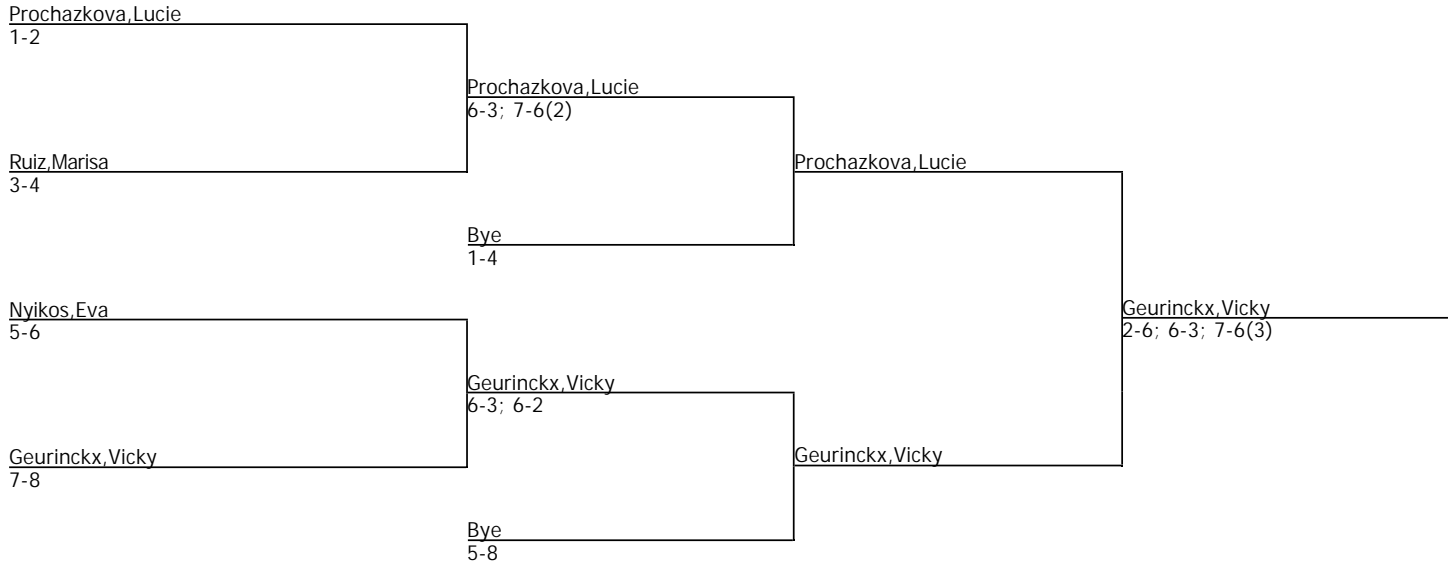 Prochazkova,Lucie
1-2
Prochazkova,Lucie
6-3; 7-6(2)
Ruiz,Marisa
3-4
Prochazkova,Lucie
Bye
1-4
Nyikos,Eva
5-6
Geurinckx,Vicky
2-6; 6-3; 7-6(3)
Geurinckx,Vicky
6-3; 6-2
Geurinckx,Vicky
7-8
Geurinckx,Vicky
Bye
5-8